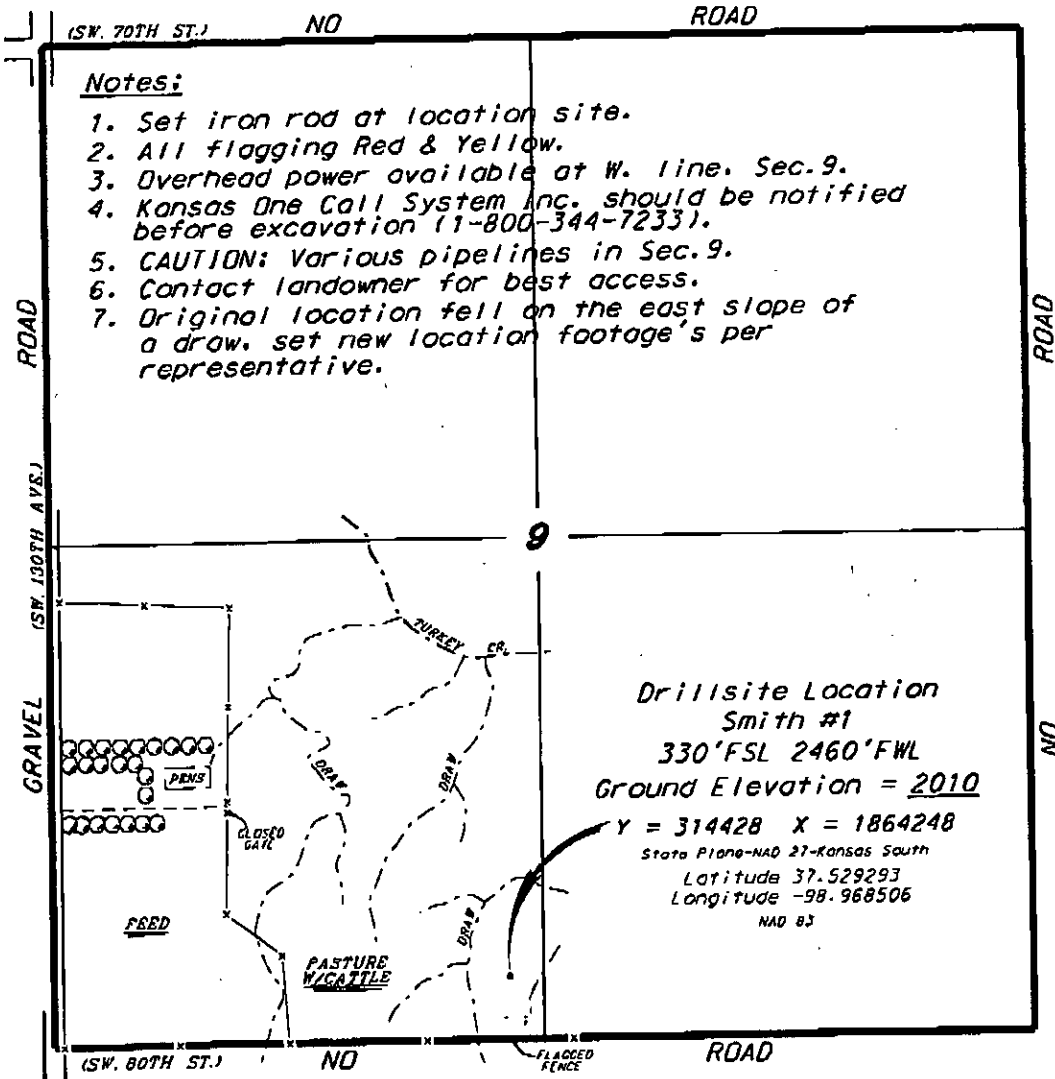 (SW. 70TH ST.) NO ROAD
Notes:
1. Set iron rod at location site.
2. All flagging Red & Yellow.
3. Overhead power available at W. line. Sec.9.
4. Kansas One Call System Inc. should be notified
before excavation (1-800-344-7233).
5. CAUTION: Various pipelines in Sec.9.
6. Contact landowner for best access.
7. Original location fell on the east slope of
a draw. set new location footage's per
representative.
ROAD
(SW. 130TH AVE.)
GRAVEL
ROAD
NO
9
TURKEY CR.
DRAW
DRAW
DRAW
PENS
CLOSED
GATE
FEED
PASTURE
W/CATTLE
Drillsite Location
Smith #1
330'FSL 2460'FWL
Ground Elevation = 2010
Y = 314428 X = 1864248
State Plane-NAD 27-Kansas South
Latitude 37.529293
Longitude -98.968506
NAD 83
(SW. 80TH ST.) NO ROAD
FLAGGED
FENCE